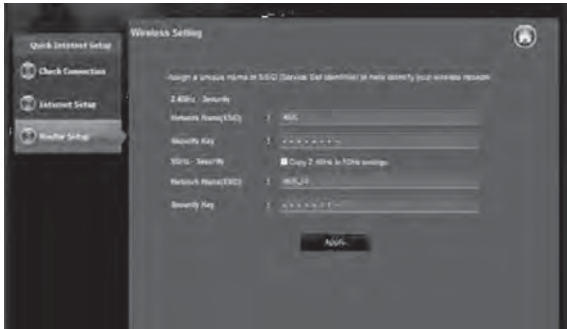 Wireless Setting
Quick Internet Setup
Check Connection
Internet Setup
Router Setup
Assign a unique name or SSID (Service Set Identifier) to help identify your wireless network.
2.4GHz - Security
Network Name(SSID) :
Security Key :
5GHz - Security
Copy 2.4GHz to 5GHz settings.
Network Name(SSID) :
Security Key :
Apply